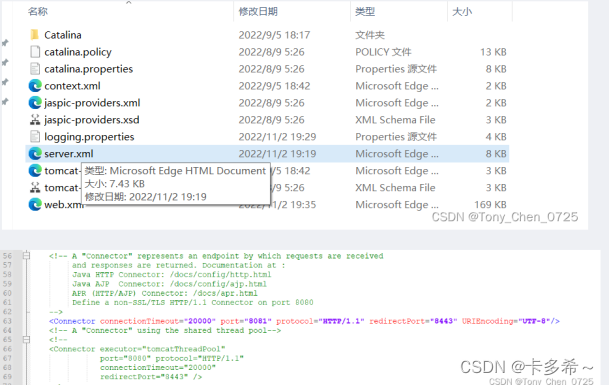 名称 修改日期 类型 大小
Catalina 2022/9/5 18:17 文件夹
catalina.policy 2022/8/9 5:26 POLICY 文件 13 KB
catalina.properties 2022/8/9 5:26 Properties 源文件 8 KB
context.xml 2022/9/5 18:42 Microsoft Edge ... 2 KB
jaspic-providers.xml 2022/8/9 5:26 Microsoft Edge ... 2 KB
jaspic-providers.xsd 2022/8/9 5:26 XML Schema File 3 KB
logging.properties 2022/11/2 19:29 Properties 源文件 4 KB
server.xml 2022/11/2 19:19 Microsoft Edge ... 8 KB
tomcat- 5 18:42 Microsoft Edge ... 3 KB
类型: Microsoft Edge HTML Document
tomcat- 9 5:26 XML Schema File 3 KB
大小: 7.43 KB
web.xml 2 19:35 Microsoft Edge ... 169 KB
修改日期: 2022/11/2 19:19
CSDN @Tony_Chen_0725
56 <!-- A "Connector" represents an endpoint by which requests are received
57 and responses are returned. Documentation at :
58 Java HTTP Connector: /docs/config/http.html
59 Java AJP Connector: /docs/config/ajp.html
60 APR (HTTP/AJP) Connector: /docs/apr.html
61 Define a non-SSL/TLS HTTP/1.1 Connector on port 8080
62 -->
63 <Connector connectionTimeout="20000" port="8081" protocol="HTTP/1.1" redirectPort="8443" URIEncoding="UTF-8"/>
64 <!-- A "Connector" using the shared thread pool-->
65 <!--
66 <Connector executor="tomcatThreadPool"
67 port="8080" protocol="HTTP/1.1"
68 connectionTimeout="20000"
69 redirectPort="8443" />
CSDN @卡多希～
CSDN @Tony_Chen_0725